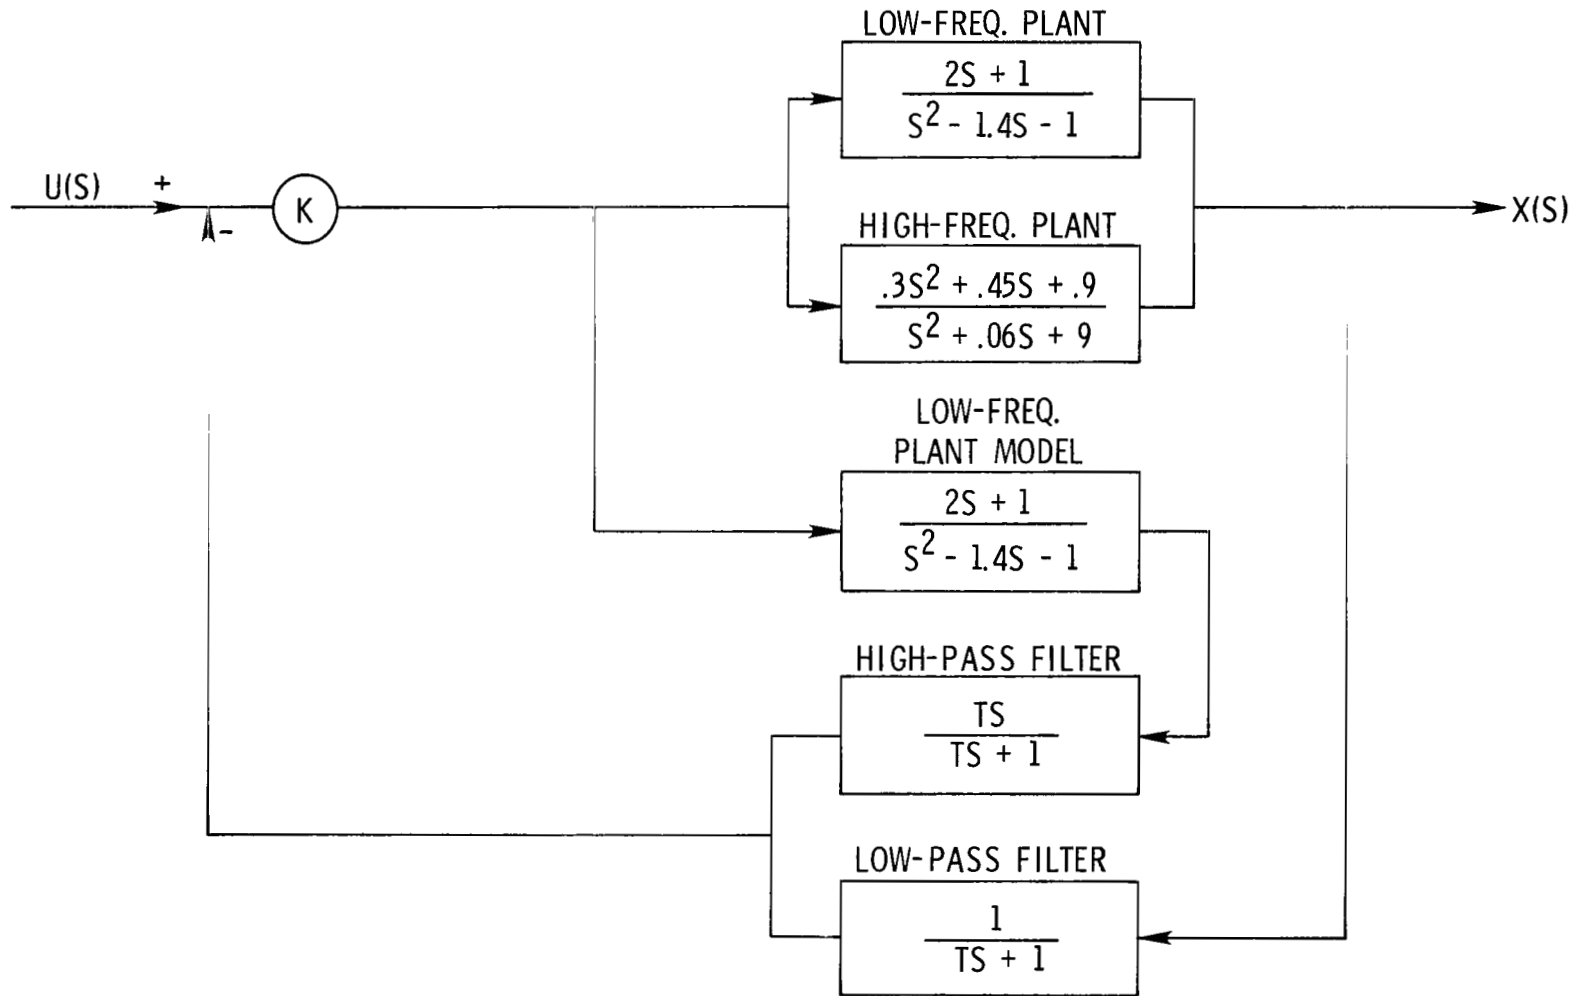 LOW-FREQ. PLANT
2S + 1
S² - 1.4S - 1
U(S) +
-
K
X(S)
HIGH-FREQ. PLANT
.3S² + .45S + .9
S² + .06S + 9
LOW-FREQ.
PLANT MODEL
2S + 1
S² - 1.4S - 1
HIGH-PASS FILTER
TS
TS + 1
LOW-PASS FILTER
1
TS + 1